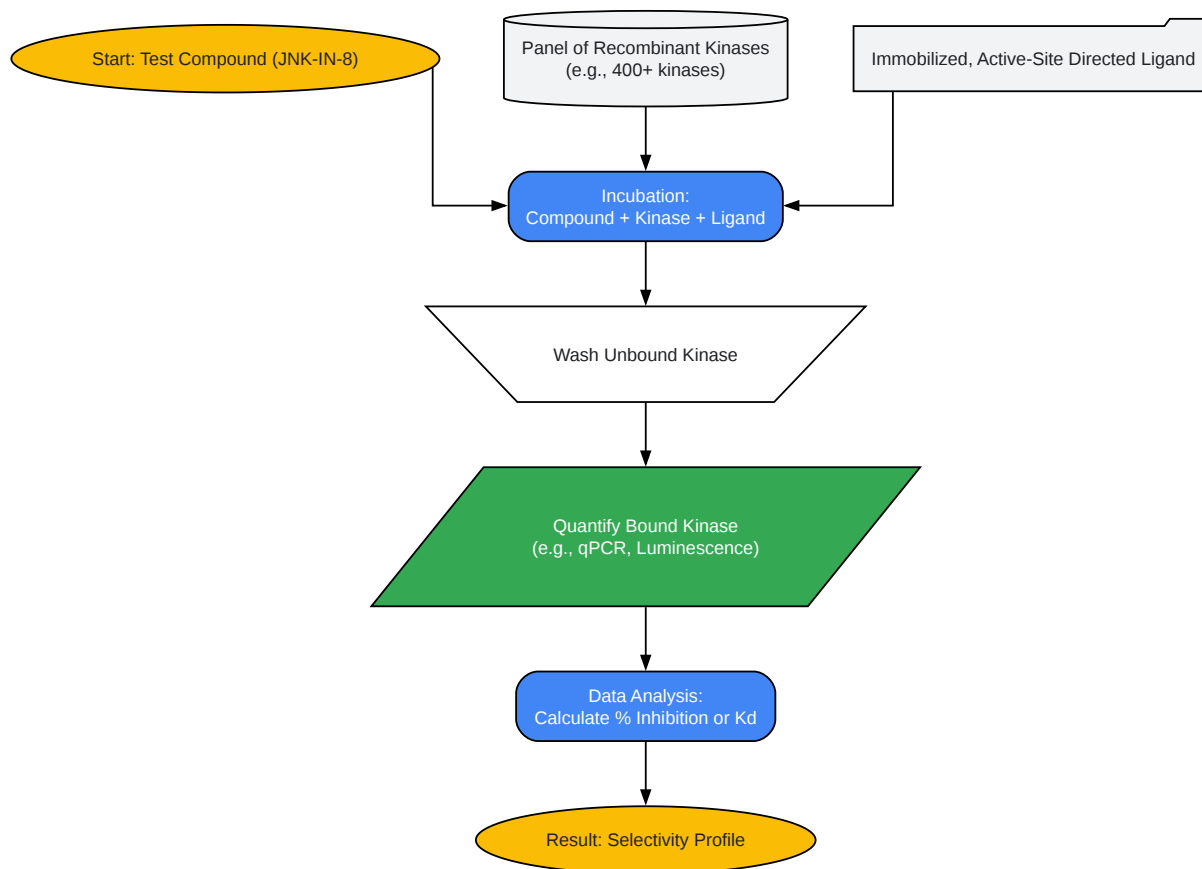 Start: Test Compound (JNK-IN-8)
Panel of Recombinant Kinases
(e.g., 400+ kinases)
Immobilized, Active-Site Directed Ligand
Incubation:
Compound + Kinase + Ligand
Wash Unbound Kinase
Quantify Bound Kinase
(e.g., qPCR, Luminescence)
Data Analysis:
Calculate % Inhibition or Kd
Result: Selectivity Profile